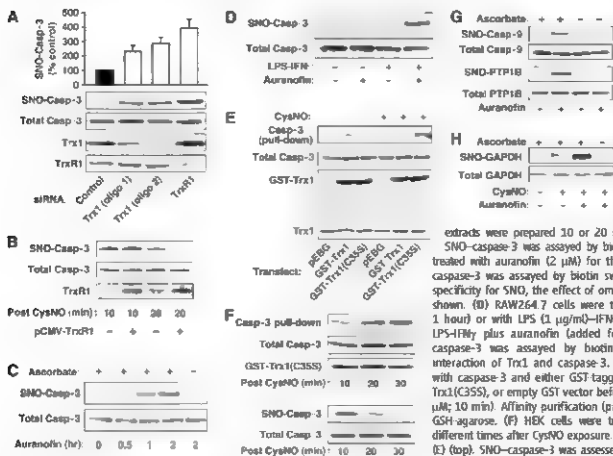 A
SNO-Casp-3
(% control)
500
400
300
200
100
0
SNO-Casp-3
Total Casp-3
Trx1
TrxR1
siRNA:
Control
Trx1 (oligo 1)
Trx1 (oligo 2)
TrxR1
B
SNO-Casp-3
Total Casp-3
TrxR1
Post CysNO (min): 10 10 20 20
pCMV-TrxR1 – + – +
C
Ascorbate: + + + + –
SNO-Casp-3
Total Casp-3
Auranofin (hr): 0 0.5 1 2 2
D
SNO-Casp-3
Total Casp-3
LPS-IFN: – – + +
Auranofin: – + – +
E
CysNO: – – – + + +
Casp-3
(pull-down)
Total Casp-3
GST-Trx1
Trx1
Transfect:
pEBG
GST-Trx1
GST-Trx1(C35S)
pEBG
GST-Trx1
GST-Trx1(C35S)
F
Casp-3 pull-down
Total Casp-3
GST-Trx1(C35S)
Post CysNO (min): 10 20 30
SNO-Casp-3
Total Casp 3
Post CysNO (min): 10 20 30
G
Ascorbate + + – –
SNO-Casp-9
Total Casp-9
SNO-PTP1B
Total PTP1B
Auranofin – + – +
H
Ascorbate + + + –
SNO-GAPDH
Total GAPDH
CysNO – + + +
Auranofin: – – + +
extracts were prepared 10 or 20
SNO–caspase-3 was assayed by bio
treated with auranofin (2 µM) for th
caspase-3 was assayed by biotin sw
specificity for SNO, the effect of om
shown. (D) RAW264.7 cells were t
1 hour) or with LPS (1 µg/ml)–IFN
LPS-IFNγ plus auranofin (added fo
caspase-3 was assayed by biotin
interaction of Trx1 and caspase-3.
with caspase-3 and either GST-tagg
Trx1(C35S), or empty GST vector bef
µM; 10 min). Affinity purification (p
GSH-agarose. (F) HEK cells were t
different times after CysNO exposure.
(E) (top). SNO–caspase-3 was assesse